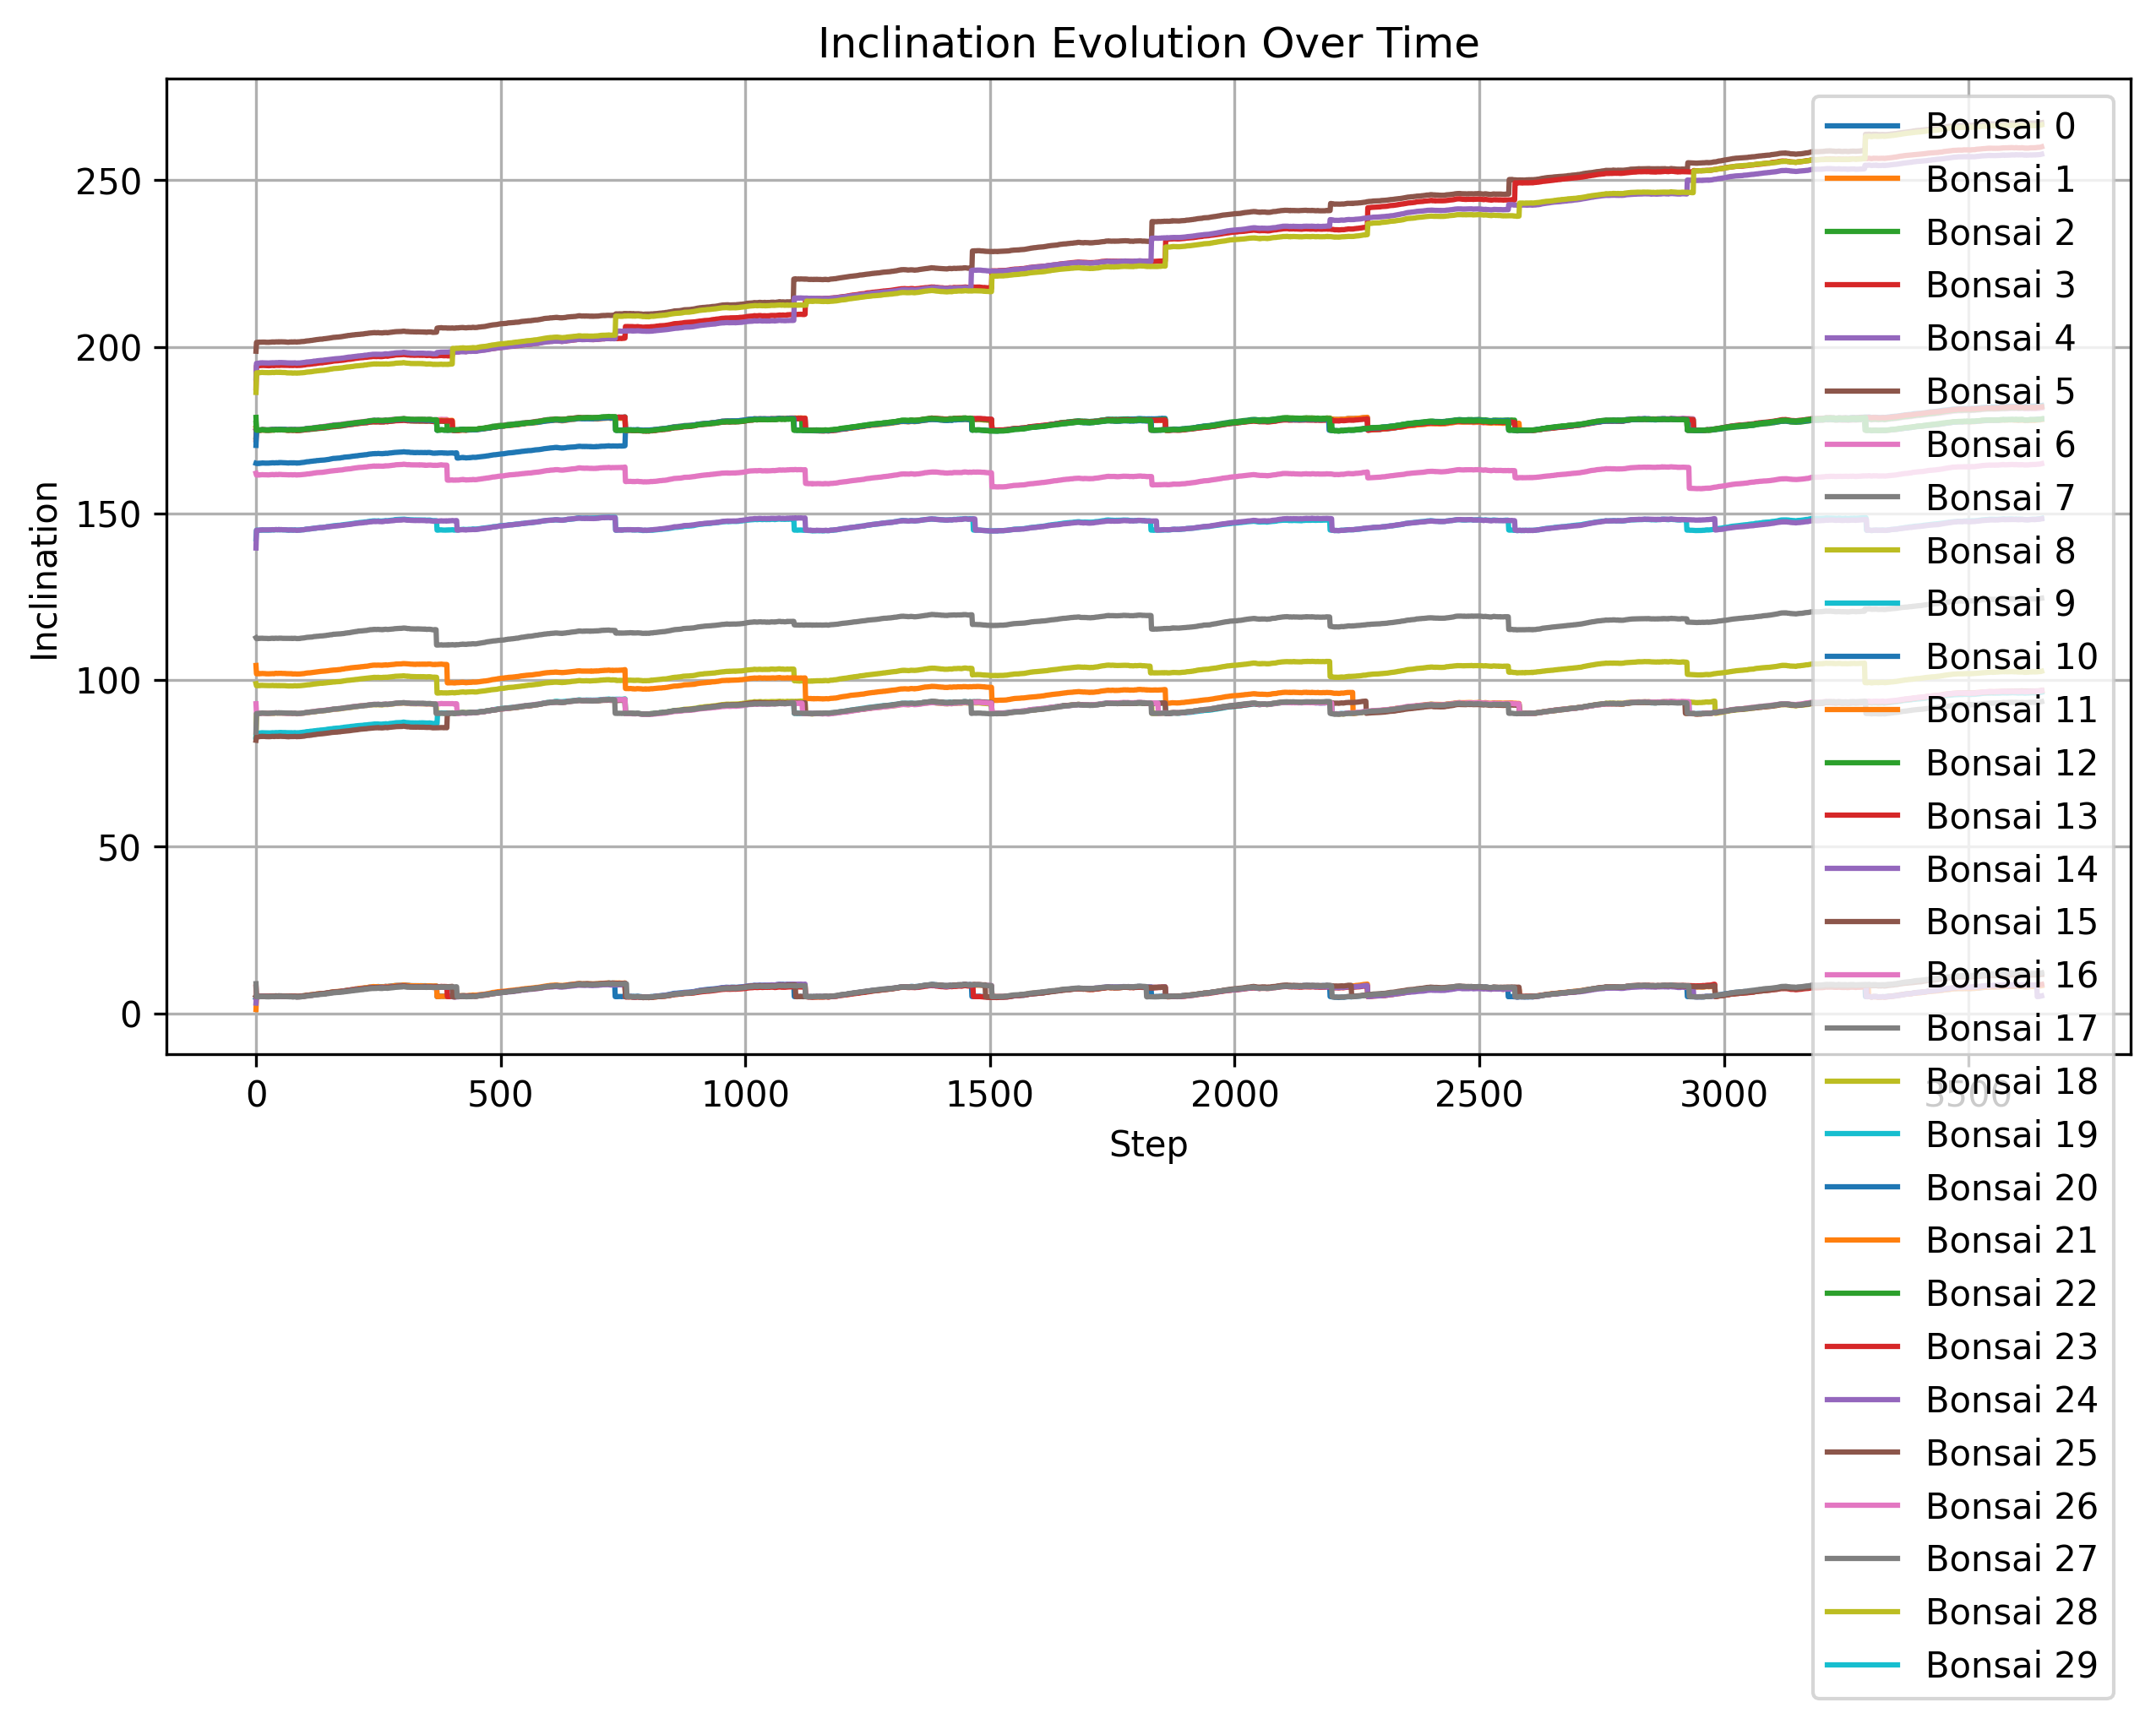 Inclination Evolution Over Time
Inclination
250
200
150
100
50
0
0 500 1000 1500 2000 2500 3000 3500
Step
Bonsai 0
Bonsai 1
Bonsai 2
Bonsai 3
Bonsai 4
Bonsai 5
Bonsai 6
Bonsai 7
Bonsai 8
Bonsai 9
Bonsai 10
Bonsai 11
Bonsai 12
Bonsai 13
Bonsai 14
Bonsai 15
Bonsai 16
Bonsai 17
Bonsai 18
Bonsai 19
Bonsai 20
Bonsai 21
Bonsai 22
Bonsai 23
Bonsai 24
Bonsai 25
Bonsai 26
Bonsai 27
Bonsai 28
Bonsai 29